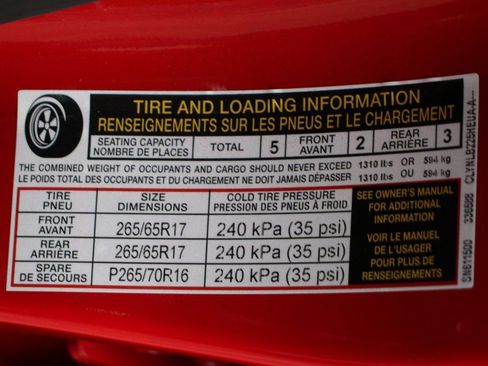 TIRE AND LOADING INFORMATION
RENSEIGNEMENTS SUR LES PNEUS ET LE CHARGEMENT
SEATING CAPACITY
NOMBRE DE PLACES
TOTAL 5
FRONT
AVANT
2
REAR
ARRIÈRE
3
THE COMBINED WEIGHT OF OCCUPANTS AND CARGO SHOULD NEVER EXCEED 1310 lbs OR 594 kg
LE POIDS TOTAL DES OCCUPANTS ET DU CHARGEMENT NE DOIT JAMAIS DÉPASSER 1310 lb OU 594 kg
TIRE
PNEU
SIZE
DIMENSIONS
COLD TIRE PRESSURE
PRESSION DES PNEUS À FROID
FRONT
AVANT
265/65R17 240 kPa (35 psi)
REAR
ARRIÈRE
265/65R17 240 kPa (35 psi)
SPARE
DE SECOURS
P265/70R16 240 kPa (35 psi)
SEE OWNER'S MANUAL
FOR ADDITIONAL
INFORMATION
VOIR LE MANUEL
DE L'USAGER
POUR PLUS DE
RENSEIGNEMENTS